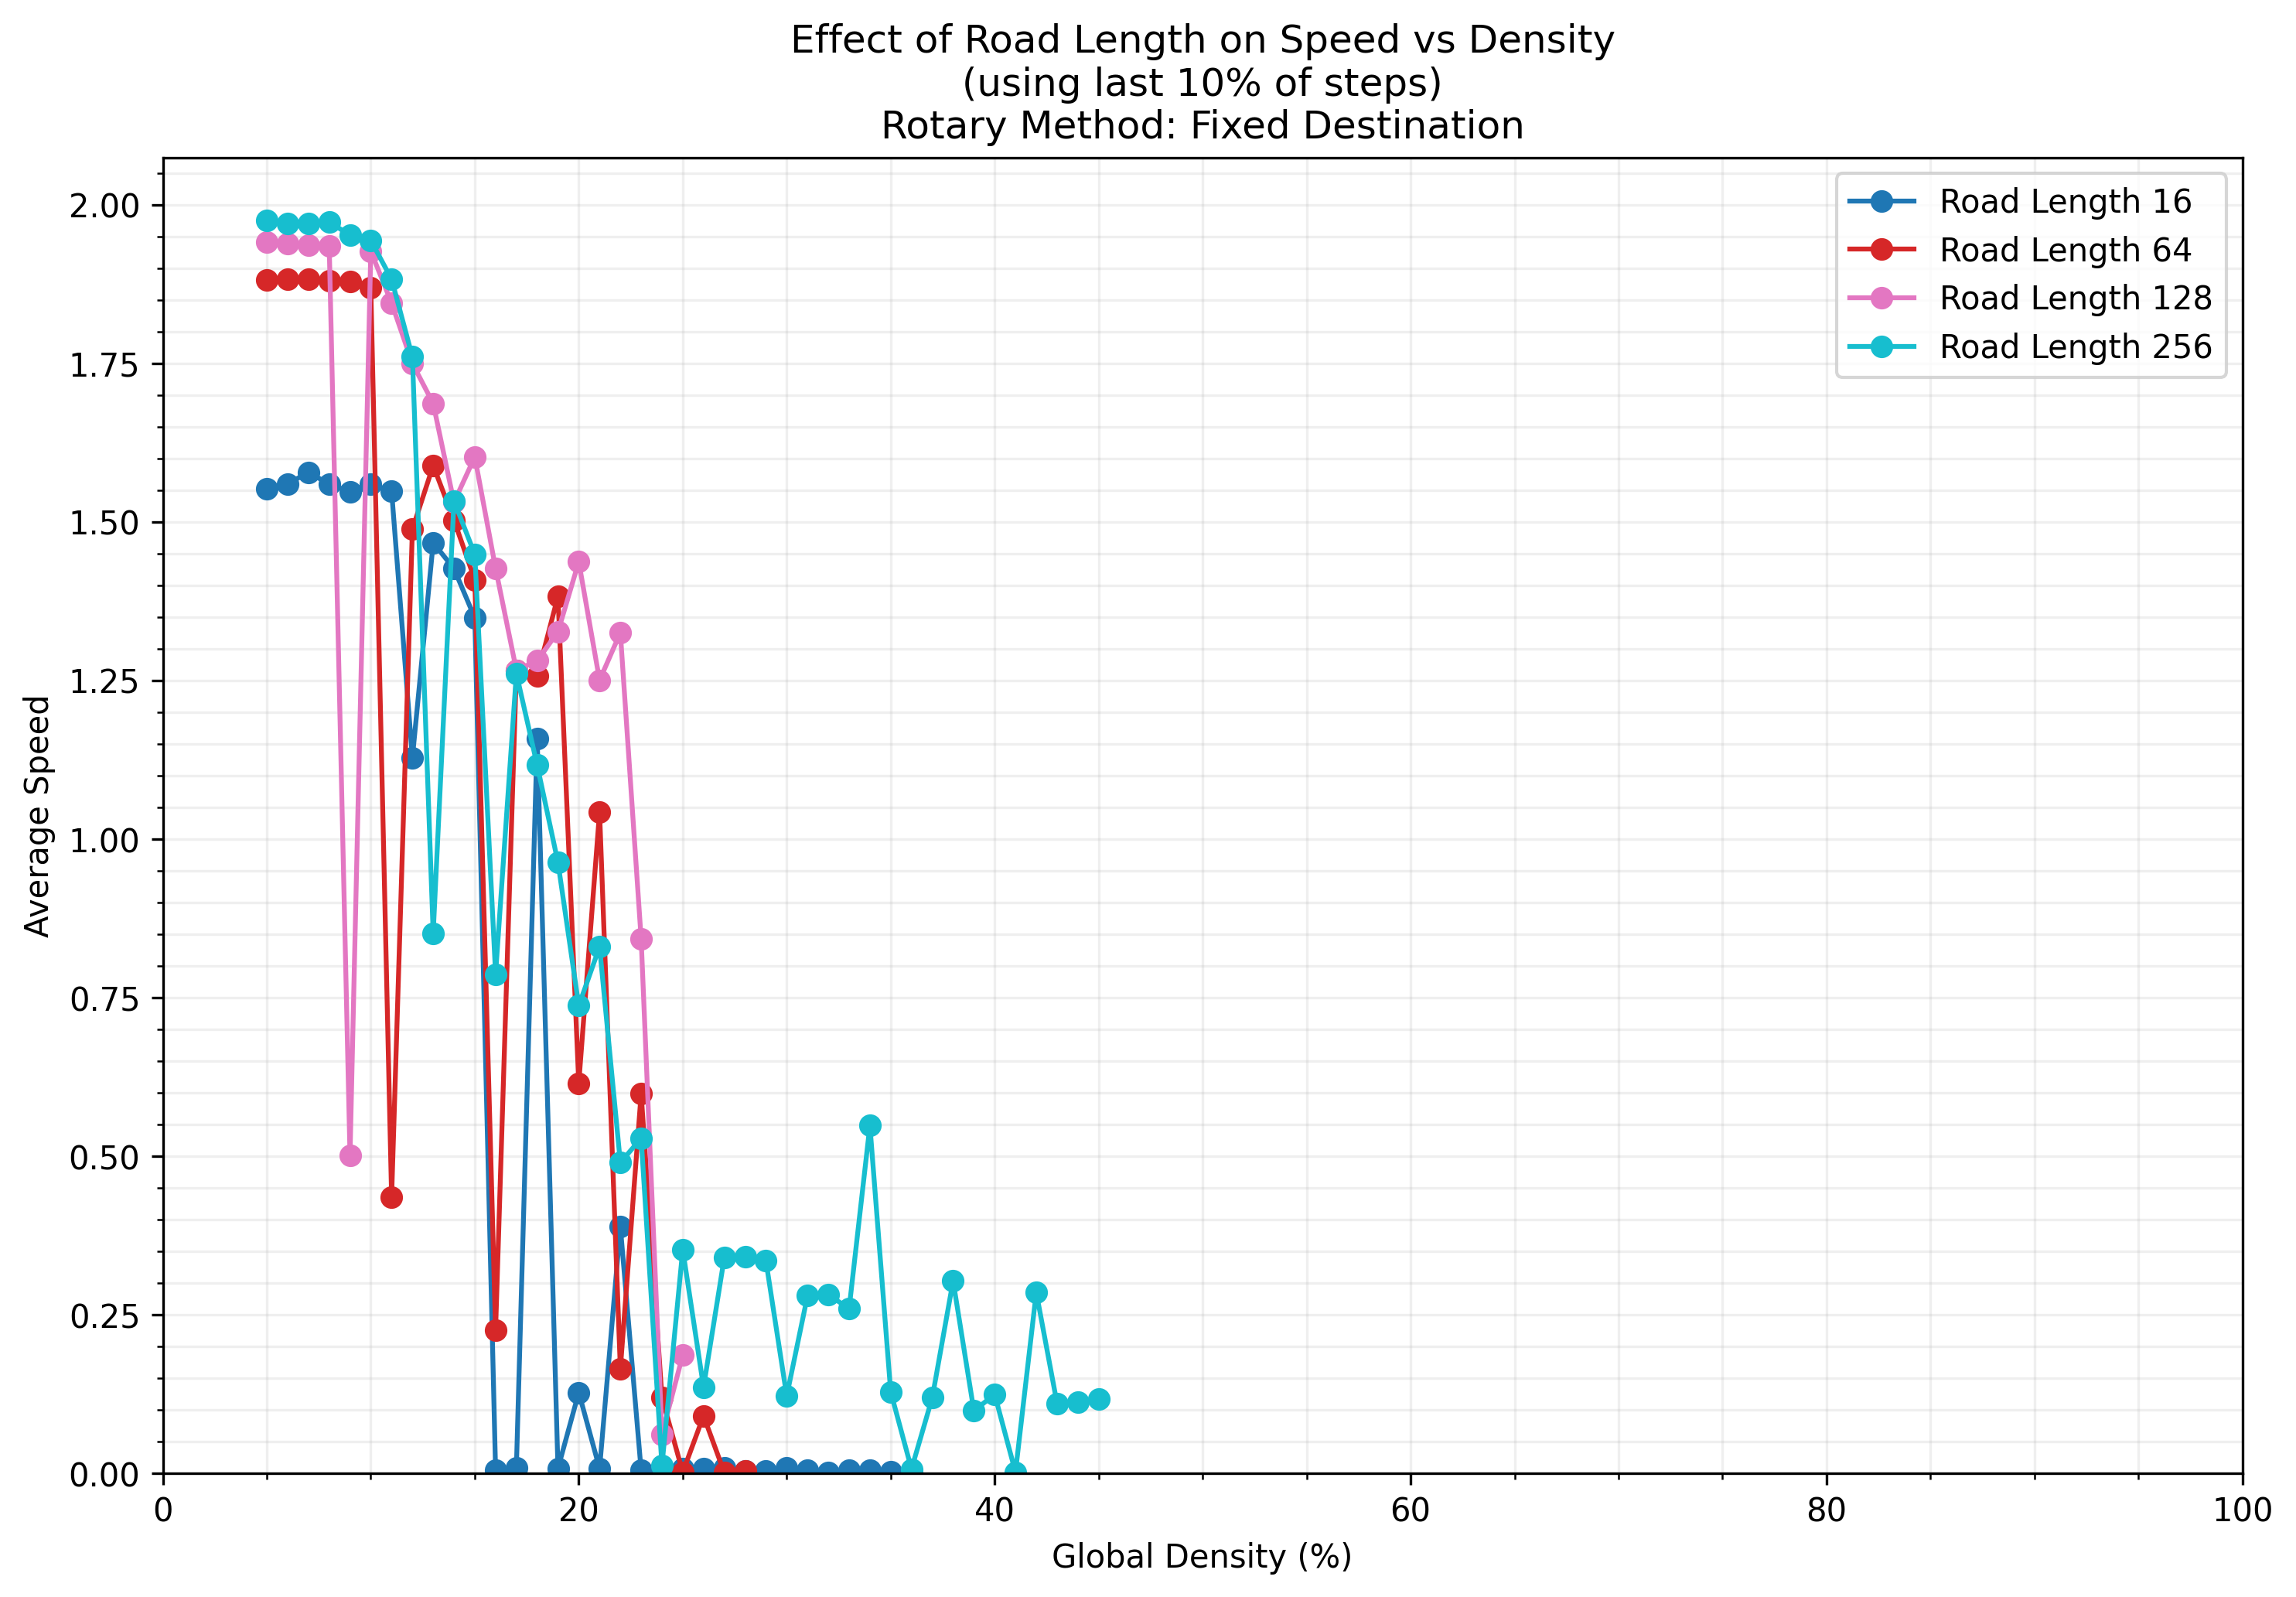 Effect of Road Length on Speed vs Density
(using last 10% of steps)
Rotary Method: Fixed Destination
Road Length 16
Road Length 64
Road Length 128
Road Length 256
Average Speed
2.00
1.75
1.50
1.25
1.00
0.75
0.50
0.25
0.00
0 20 40 60 80 100
Global Density (%)